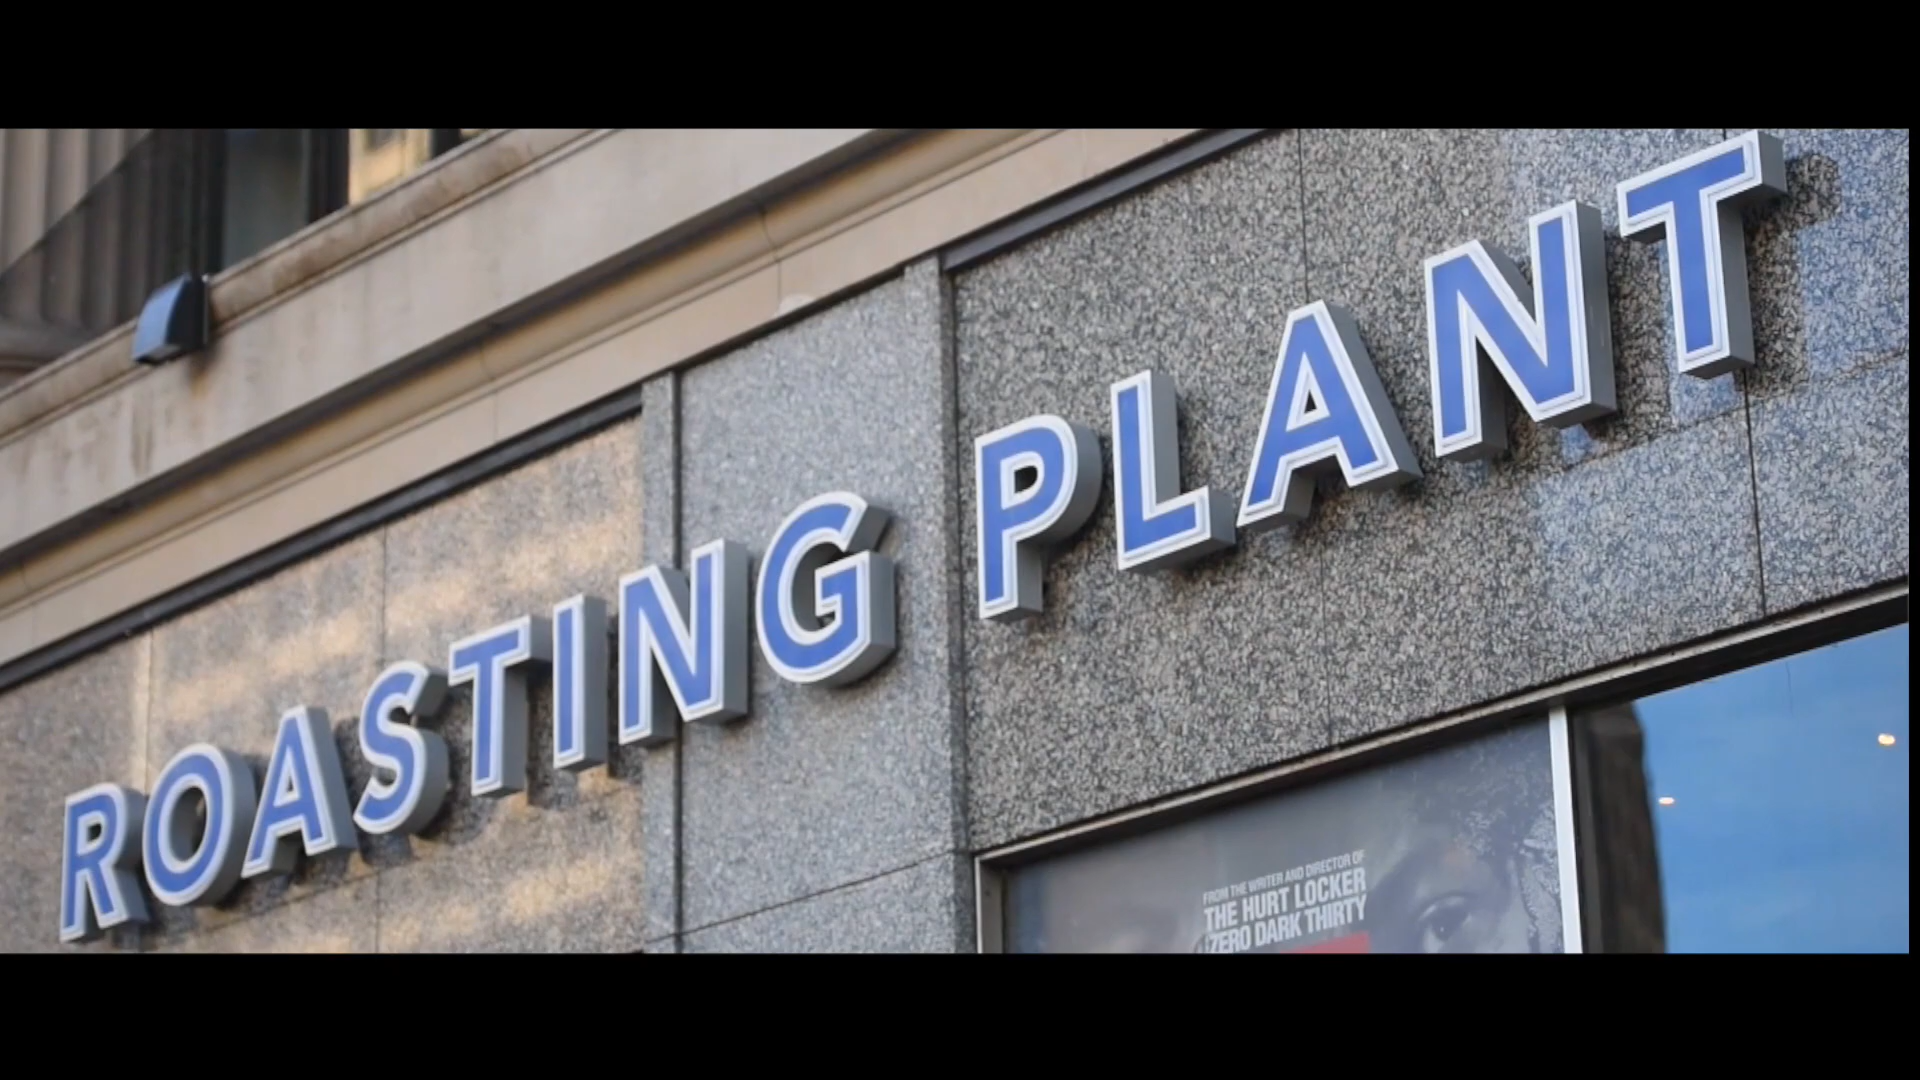 ROASTING PLANT
FROM THE WRITER AND DIRECTOR OF
THE HURT LOCKER
ZERO DARK THIRTY